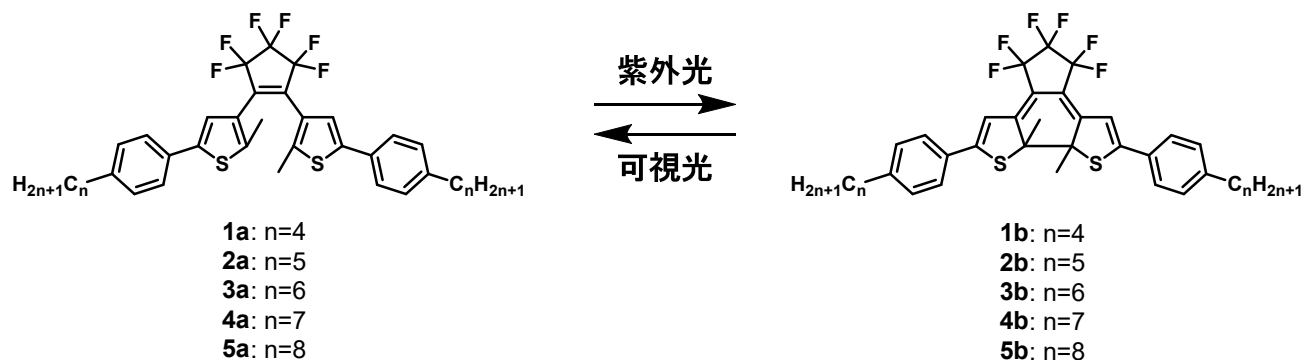 F F F F F F
S S
H₂ₙ₊₁Cₙ CₙH₂ₙ₊₁
1a: n=4
2a: n=5
3a: n=6
4a: n=7
5a: n=8
紫外光
可視光
F F F F F F
S S
H₂ₙ₊₁Cₙ CₙH₂ₙ₊₁
1b: n=4
2b: n=5
3b: n=6
4b: n=7
5b: n=8